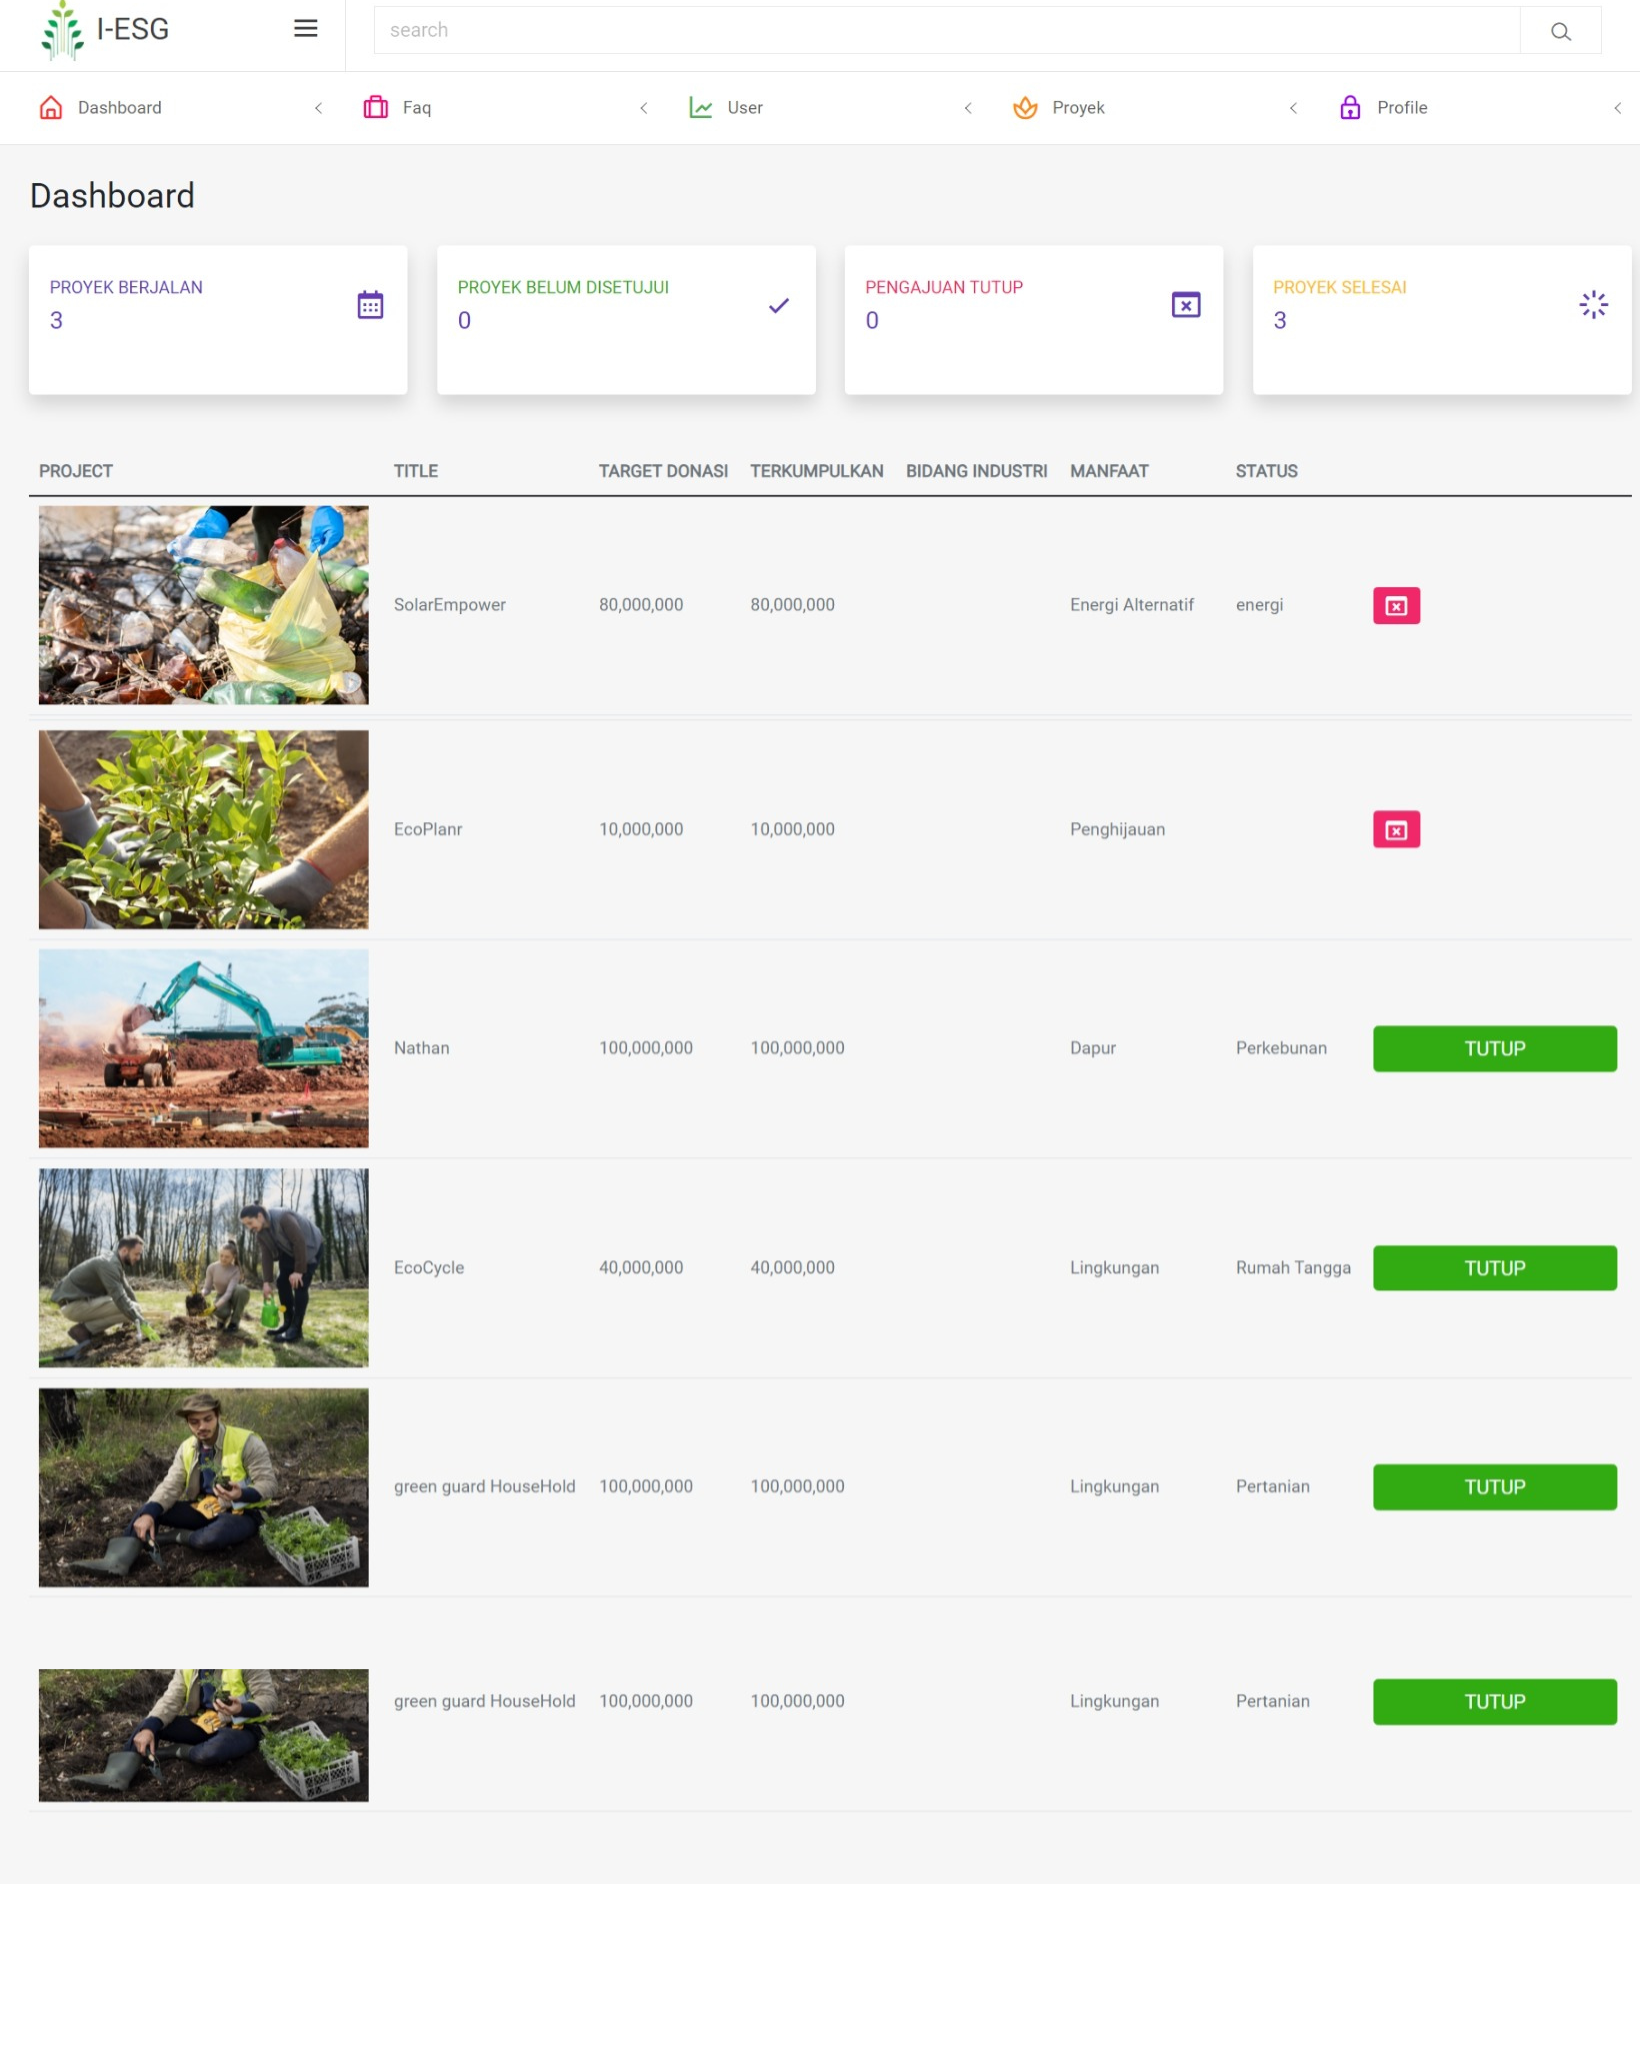 I-ESG
search
Dashboard
Faq
User
Proyek
Profile
Dashboard
PROYEK BERJALAN
3
PROYEK BELUM DISETUJUI
0
PENGAJUAN TUTUP
0
PROYEK SELESAI
3
PROJECT TITLE TARGET DONASI TERKUMPULKAN BIDANG INDUSTRI MANFAAT STATUS
SolarEmpower 80,000,000 80,000,000 Energi Alternatif energi
EcoPlanr 10,000,000 10,000,000 Penghijauan
Nathan 100,000,000 100,000,000 Dapur Perkebunan TUTUP
EcoCycle 40,000,000 40,000,000 Lingkungan Rumah Tangga TUTUP
green guard HouseHold 100,000,000 100,000,000 Lingkungan Pertanian TUTUP
green guard HouseHold 100,000,000 100,000,000 Lingkungan Pertanian TUTUP